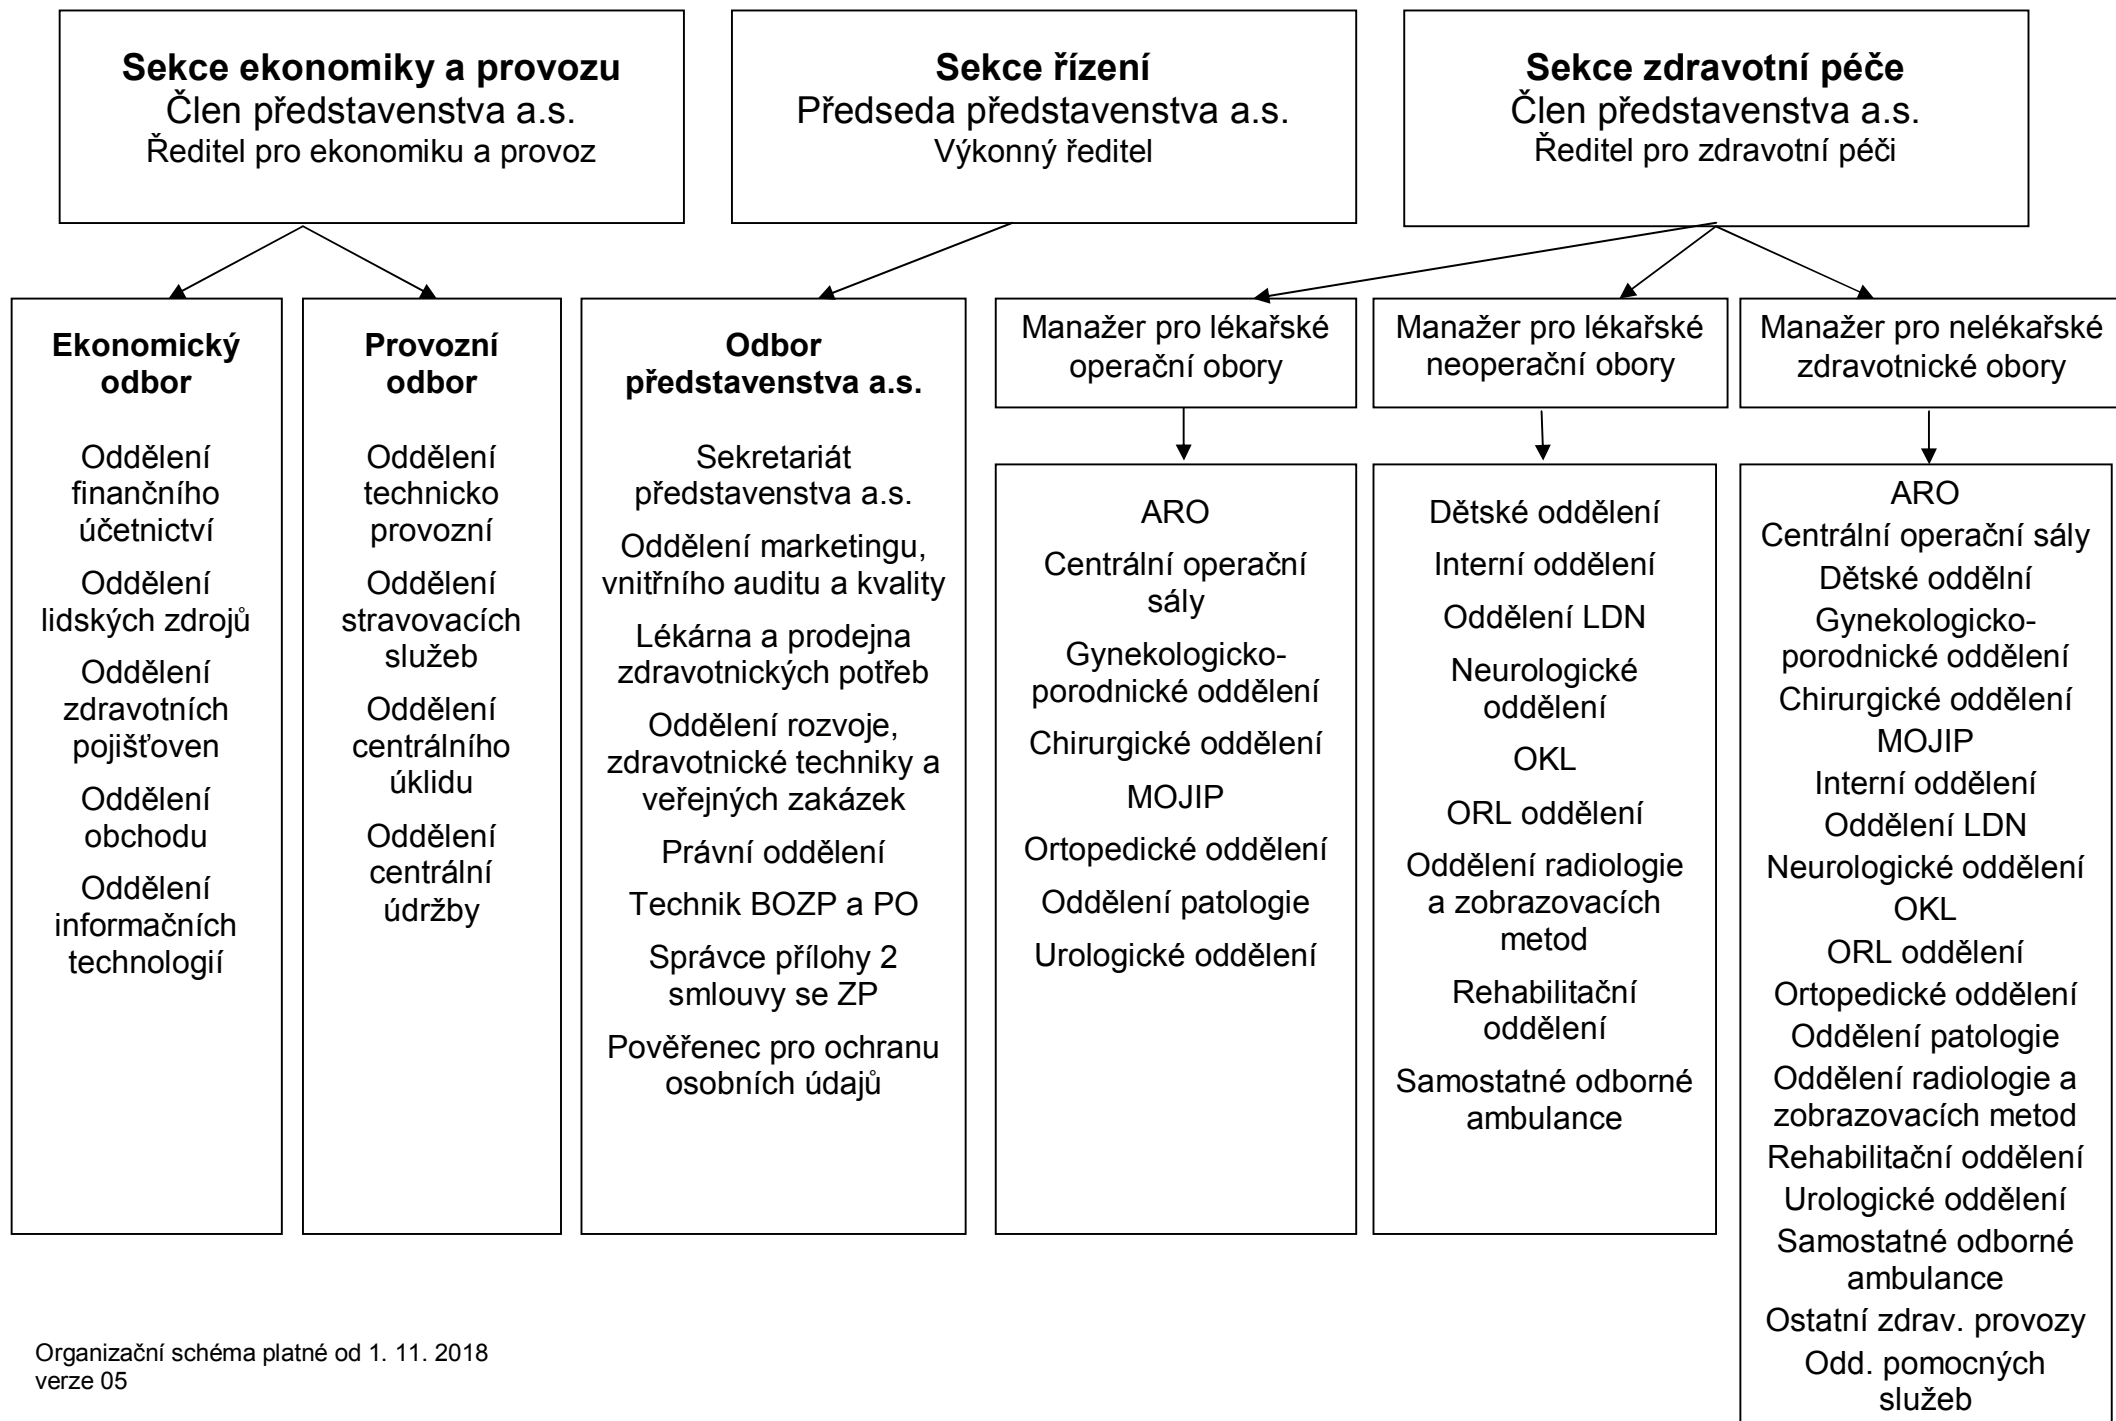 Sekce ekonomiky a provozu
Člen představenstva a.s.
Ředitel pro ekonomiku a provoz
Sekce řízení
Předseda představenstva a.s.
Výkonný ředitel
Sekce zdravotní péče
Člen představenstva a.s.
Ředitel pro zdravotní péči
Ekonomický
odbor
Oddělení
finančního
účetnictví
Oddělení
lidských zdrojů
Oddělení
zdravotních
pojišťoven
Oddělení
obchodu
Oddělení
informačních
technologií
Provozní
odbor
Oddělení
technicko
provozní
Oddělení
stravovacích
služeb
Oddělení
centrálního
úklidu
Oddělení
centrální
údržby
Odbor
představenstva a.s.
Sekretariát
představenstva a.s.
Oddělení marketingu,
vnitřního auditu a kvality
Lékárna a prodejna
zdravotnických potřeb
Oddělení rozvoje,
zdravotnické techniky a
veřejných zakázek
Právní oddělení
Technik BOZP a PO
Správce přílohy 2
smlouvy se ZP
Pověřenec pro ochranu
osobních údajů
Manažer pro lékařské
operační obory
ARO
Centrální operační
sály
Gynekologicko-
porodnické oddělení
Chirurgické oddělení
MOJIP
Ortopedické oddělení
Oddělení patologie
Urologické oddělení
Manažer pro lékařské
neoperační obory
Dětské oddělení
Interní oddělení
Oddělení LDN
Neurologické
oddělení
OKL
ORL oddělení
Oddělení radiologie
a zobrazovacích
metod
Rehabilitační
oddělení
Samostatné odborné
ambulance
Manažer pro nelékařské
zdravotnické obory
ARO
Centrální operační sály
Dětské oddělní
Gynekologicko-
porodnické oddělení
Chirurgické oddělení
MOJIP
Interní oddělení
Oddělení LDN
Neurologické oddělení
OKL
ORL oddělení
Ortopedické oddělení
Oddělení patologie
Oddělení radiologie a
zobrazovacích metod
Rehabilitační oddělení
Urologické oddělení
Samostatné odborné
ambulance
Ostatní zdrav. provozy
Odd. pomocných
služeb
Organizační schéma platné od 1. 11. 2018
verze 05